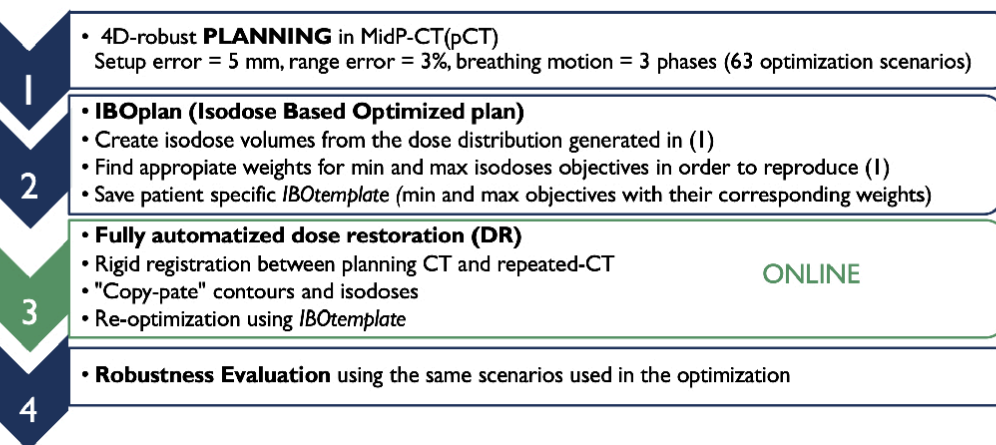 1
• 4D-robust PLANNING in MidP-CT(pCT)
Setup error = 5 mm, range error = 3%, breathing motion = 3 phases (63 optimization scenarios)
2
• IBOplan (Isodose Based Optimized plan)
• Create isodose volumes from the dose distribution generated in (1)
• Find appropiate weights for min and max isodoses objectives in order to reproduce (1)
• Save patient specific IBOtemplate (min and max objectives with their corresponding weights)
3
• Fully automatized dose restoration (DR)
• Rigid registration between planning CT and repeated-CT
• "Copy-pate" contours and isodoses
• Re-optimization using IBOtemplate
ONLINE
4
• Robustness Evaluation using the same scenarios used in the optimization